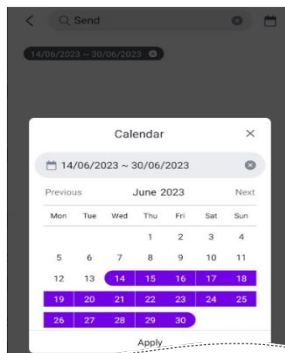 Send
14/06/2023 ~ 30/06/2023
Calendar
14/06/2023 ~ 30/06/2023
Previous June 2023 Next
Mon Tue Wed Thu Fri Sat Sun
1 2 3 4
5 6 7 8 9 10 11
12 13 14 15 16 17 18
19 20 21 22 23 24 25
26 27 28 29 30
Apply